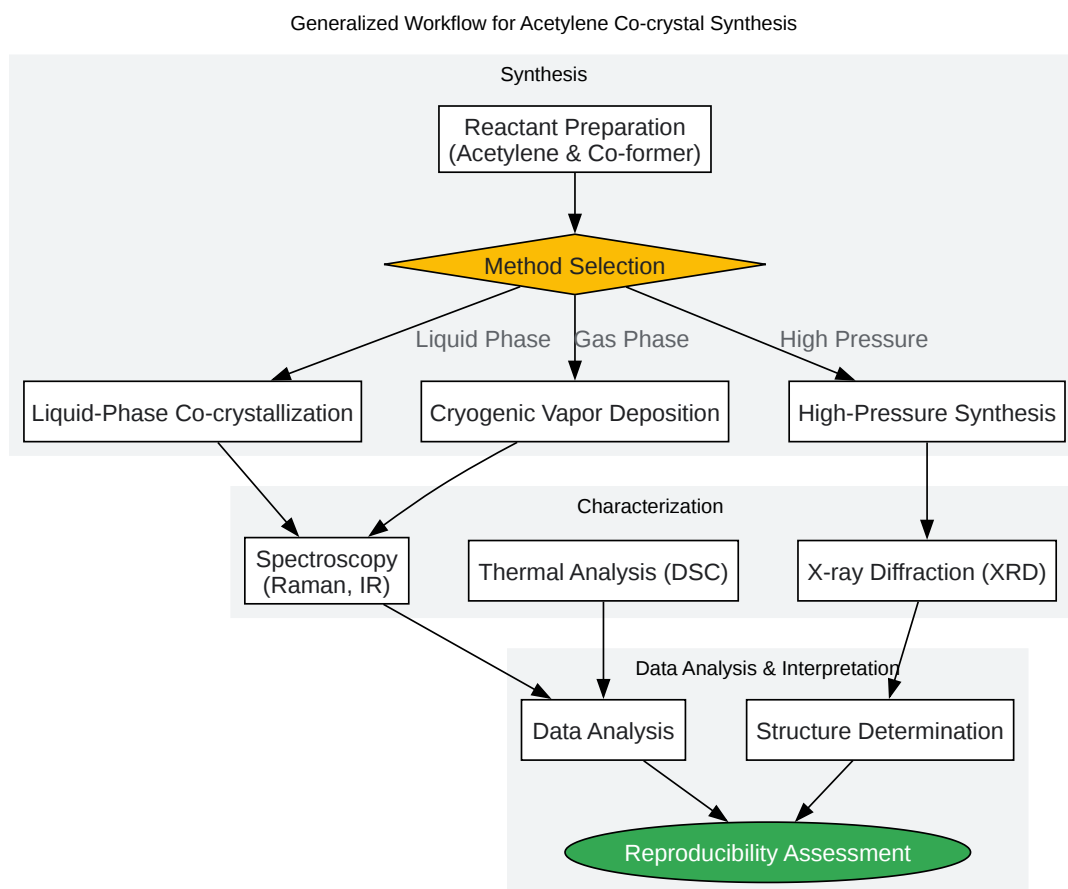 Generalized Workflow for Acetylene Co-crystal Synthesis
Synthesis
Reactant Preparation
(Acetylene & Co-former)
Method Selection
Liquid Phase
Gas Phase
High Pressure
Liquid-Phase Co-crystallization
Cryogenic Vapor Deposition
High-Pressure Synthesis
Characterization
Spectroscopy
(Raman, IR)
Thermal Analysis (DSC)
X-ray Diffraction (XRD)
Data Analysis & Interpretation
Data Analysis
Structure Determination
Reproducibility Assessment